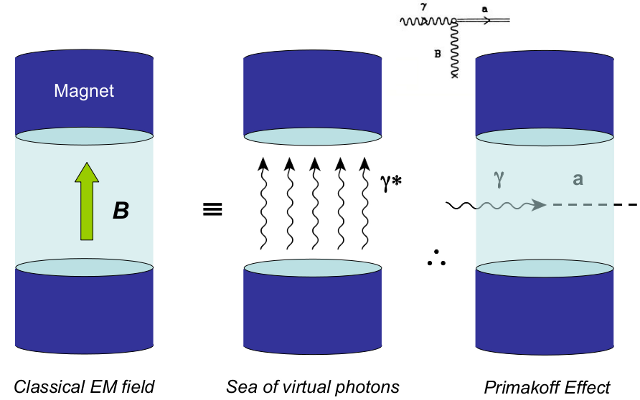 γ a
B
Magnet
B
≡
γ*
∴
γ a
Classical EM field
Sea of virtual photons
Primakoff Effect